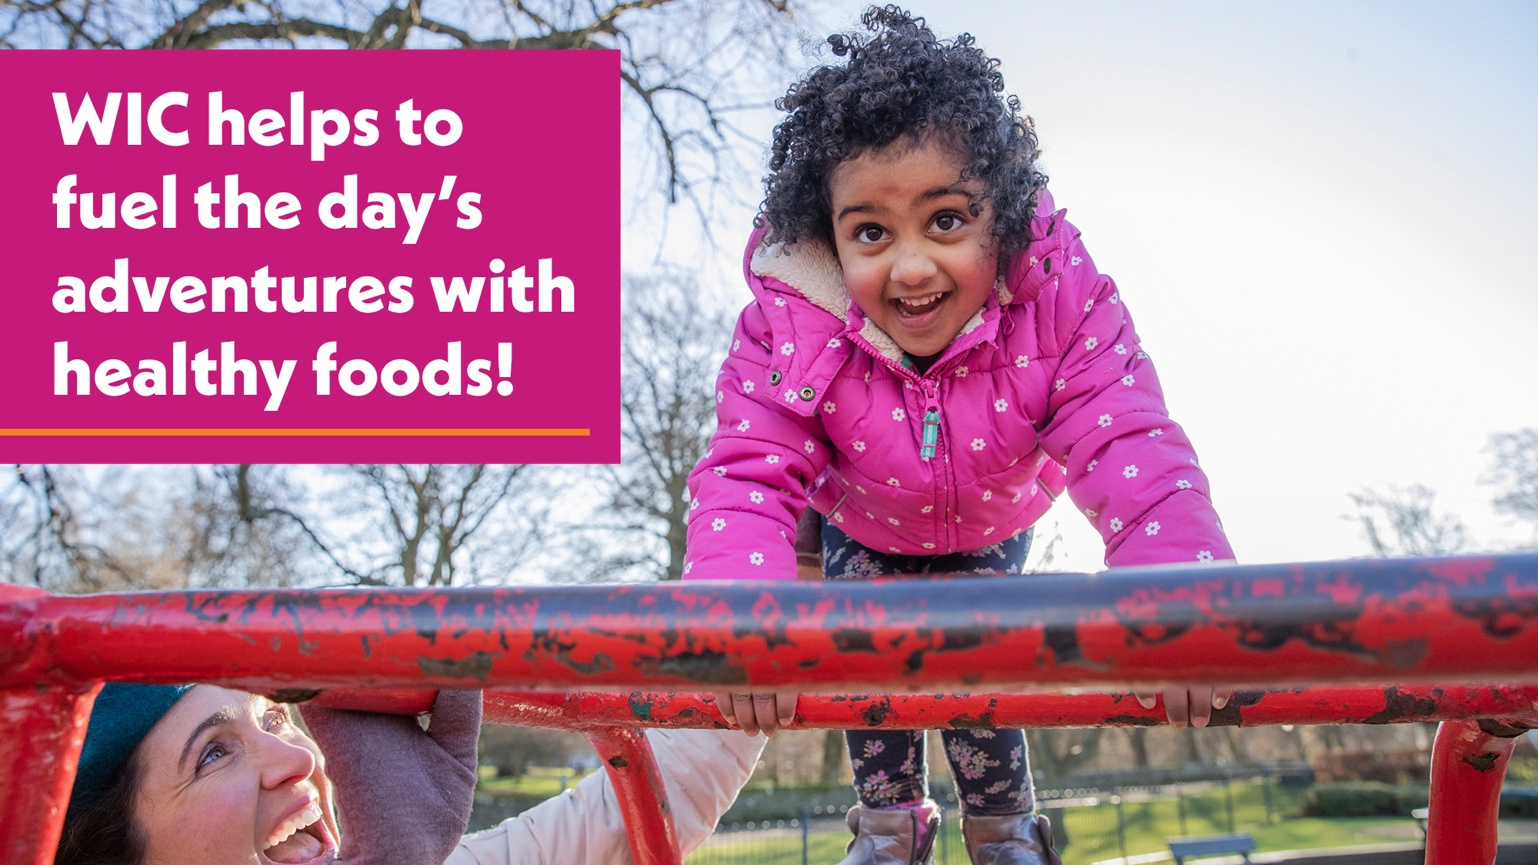 WIC helps to
fuel the day's
adventures with
healthy foods!